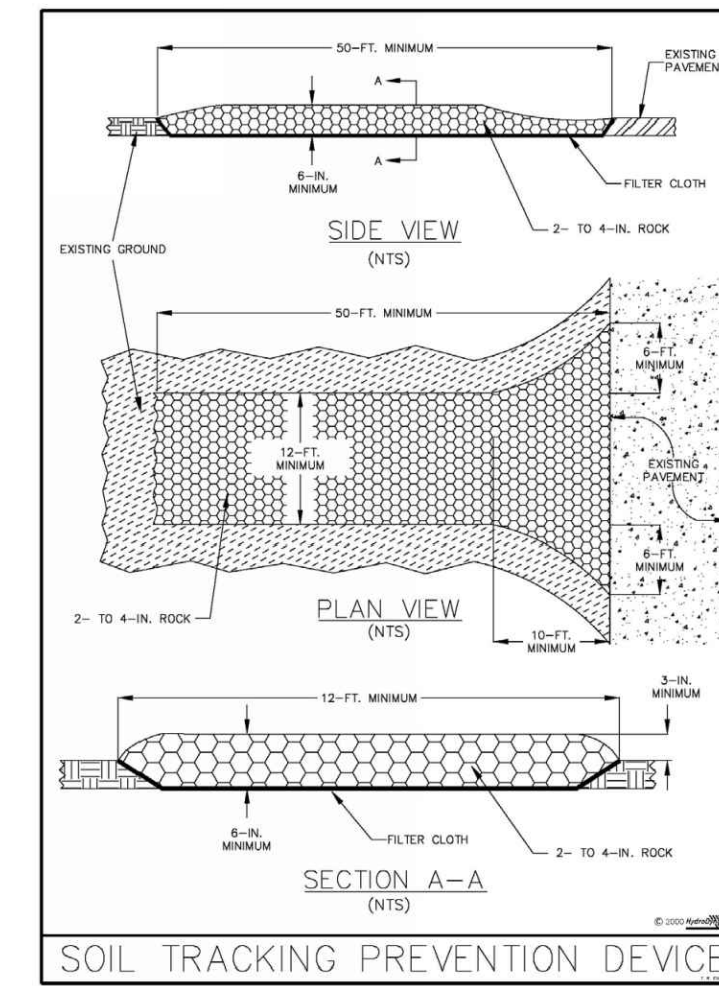 50-FT. MINIMUM
EXISTING
PAVEMENT
A
A
6-IN.
MINIMUM
FILTER CLOTH
SIDE VIEW
(NTS)
2- TO 4-IN. ROCK
EXISTING GROUND
50-FT. MINIMUM
6-FT.
MINIMUM
12-FT.
MINIMUM
EXISTING
PAVEMENT
6-FT.
MINIMUM
2- TO 4-IN. ROCK
PLAN VIEW
(NTS)
10-FT.
MINIMUM
12-FT. MINIMUM
3-IN.
MINIMUM
6-IN.
MINIMUM
FILTER CLOTH
2- TO 4-IN. ROCK
SECTION A-A
(NTS)
© 2000
SOIL TRACKING PREVENTION DEVICE